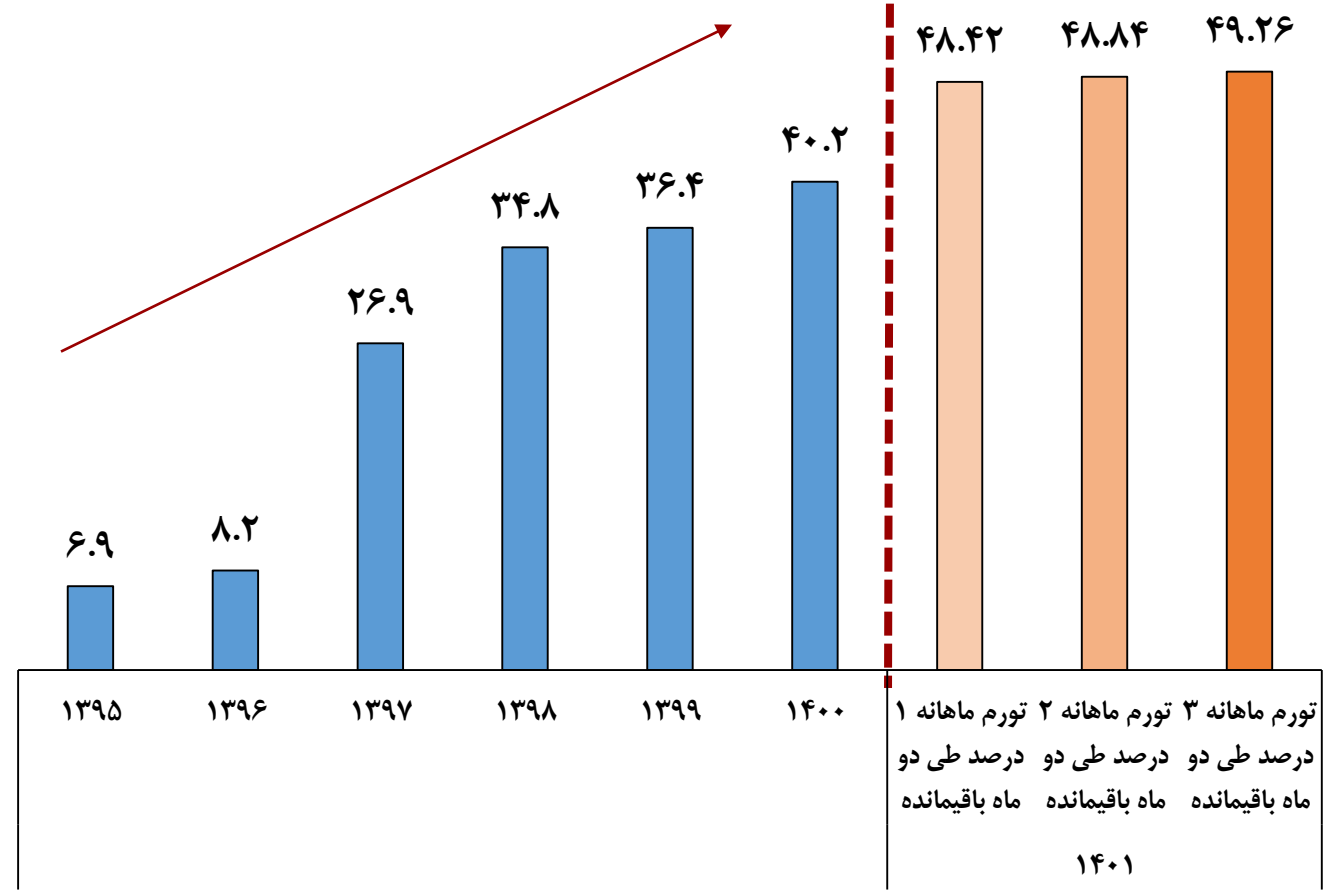 ۶.۹
۸.۲
۲۶.۹
۳۴.۸
۳۶.۴
۴۰.۲
۴۸.۴۲
۴۸.۸۴
۴۹.۲۶
۱۳۹۵
۱۳۹۶
۱۳۹۷
۱۳۹۸
۱۳۹۹
۱۴۰۰
تورم ماهانه ۱
درصد طی دو
ماه باقیمانده
تورم ماهانه ۲
درصد طی دو
ماه باقیمانده
تورم ماهانه ۳
درصد طی دو
ماه باقیمانده
۱۴۰۱